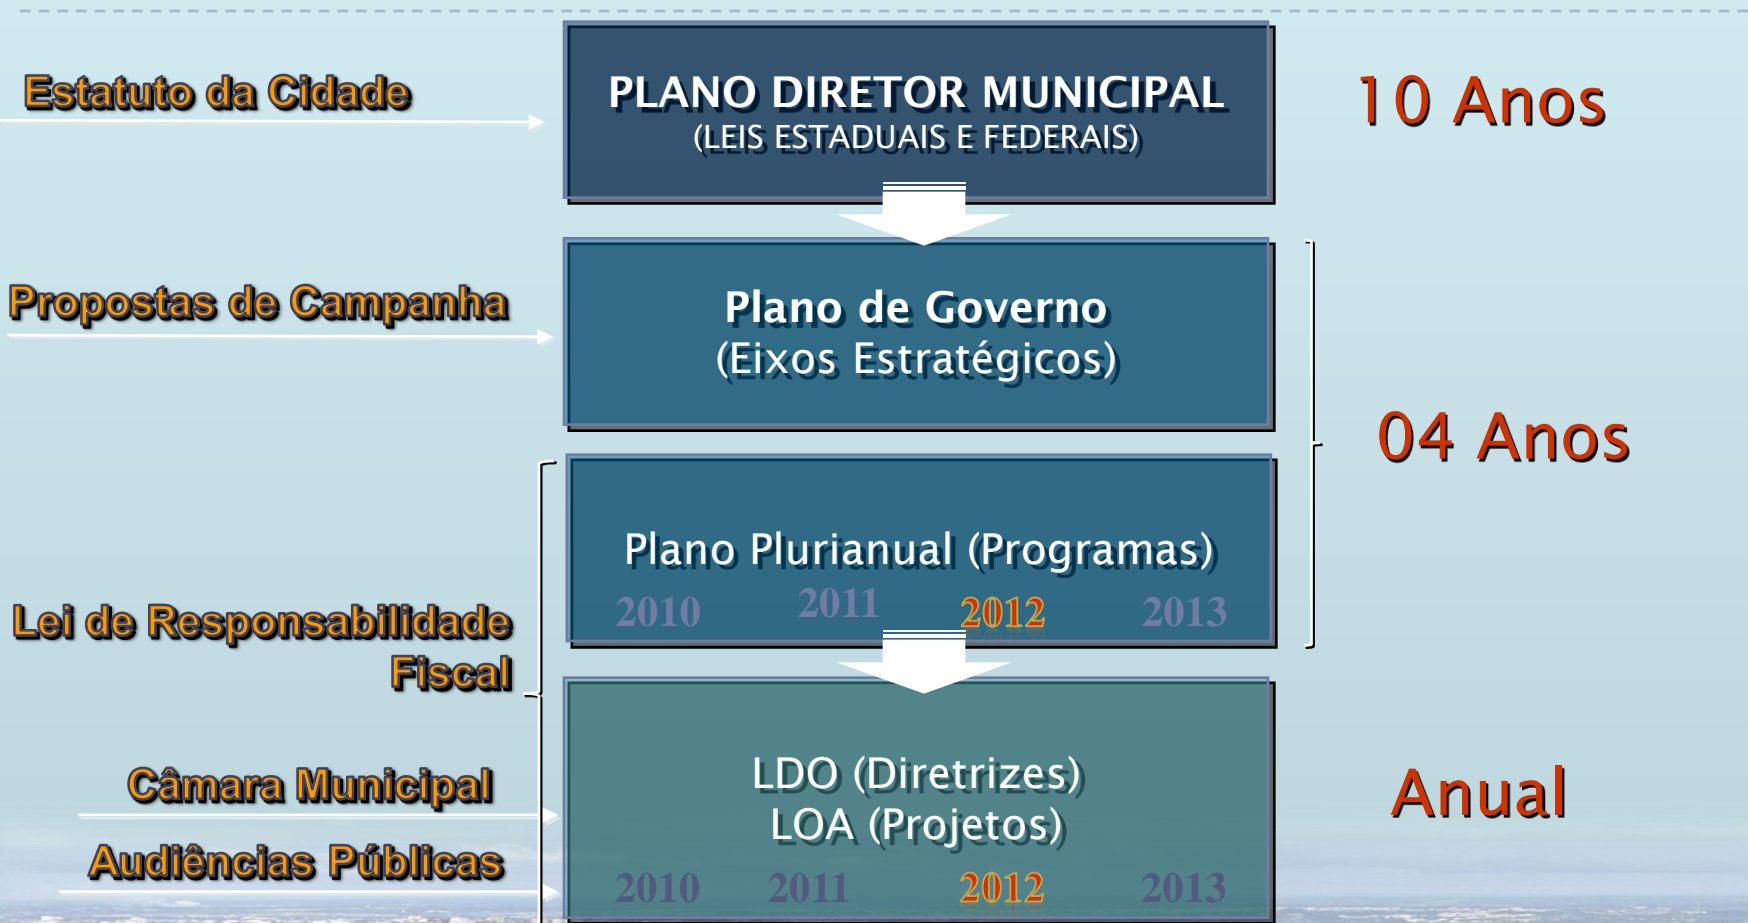 Estatuto da Cidade
PLANO DIRETOR MUNICIPAL
(LEIS ESTADUAIS E FEDERAIS)
10 Anos
Propostas de Campanha
Plano de Governo
(Eixos Estratégicos)
04 Anos
Plano Plurianual (Programas)
2010 2011 2012 2013
Lei de Responsabilidade
Fiscal
Câmara Municipal
Audiências Públicas
LDO (Diretrizes)
LOA (Projetos)
2010 2011 2012 2013
Anual